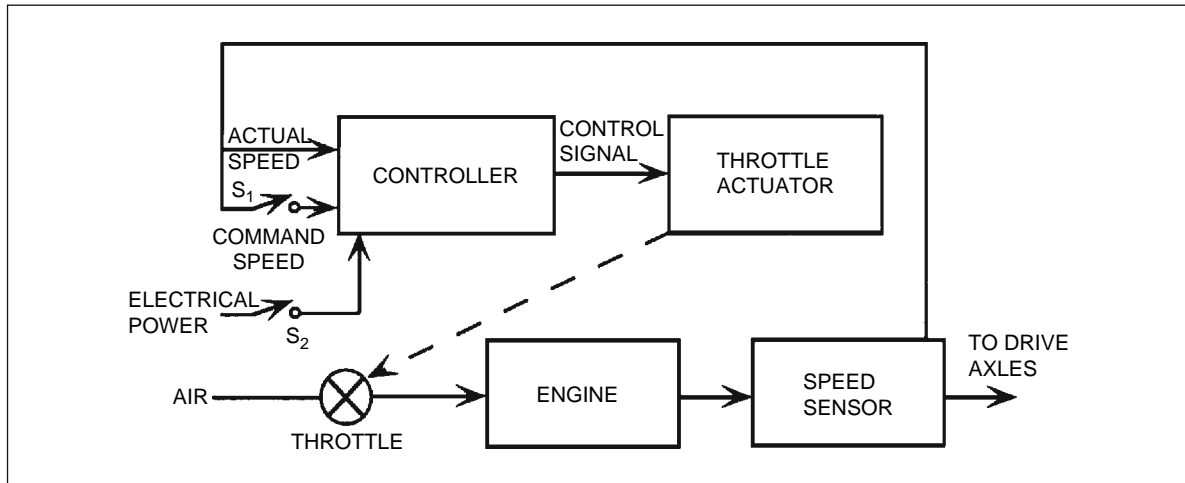 ACTUAL
SPEED
S1
COMMAND
SPEED
ELECTRICAL
POWER
S2
CONTROLLER
CONTROL
SIGNAL
THROTTLE
ACTUATOR
AIR
THROTTLE
ENGINE
SPEED
SENSOR
TO DRIVE
AXLES